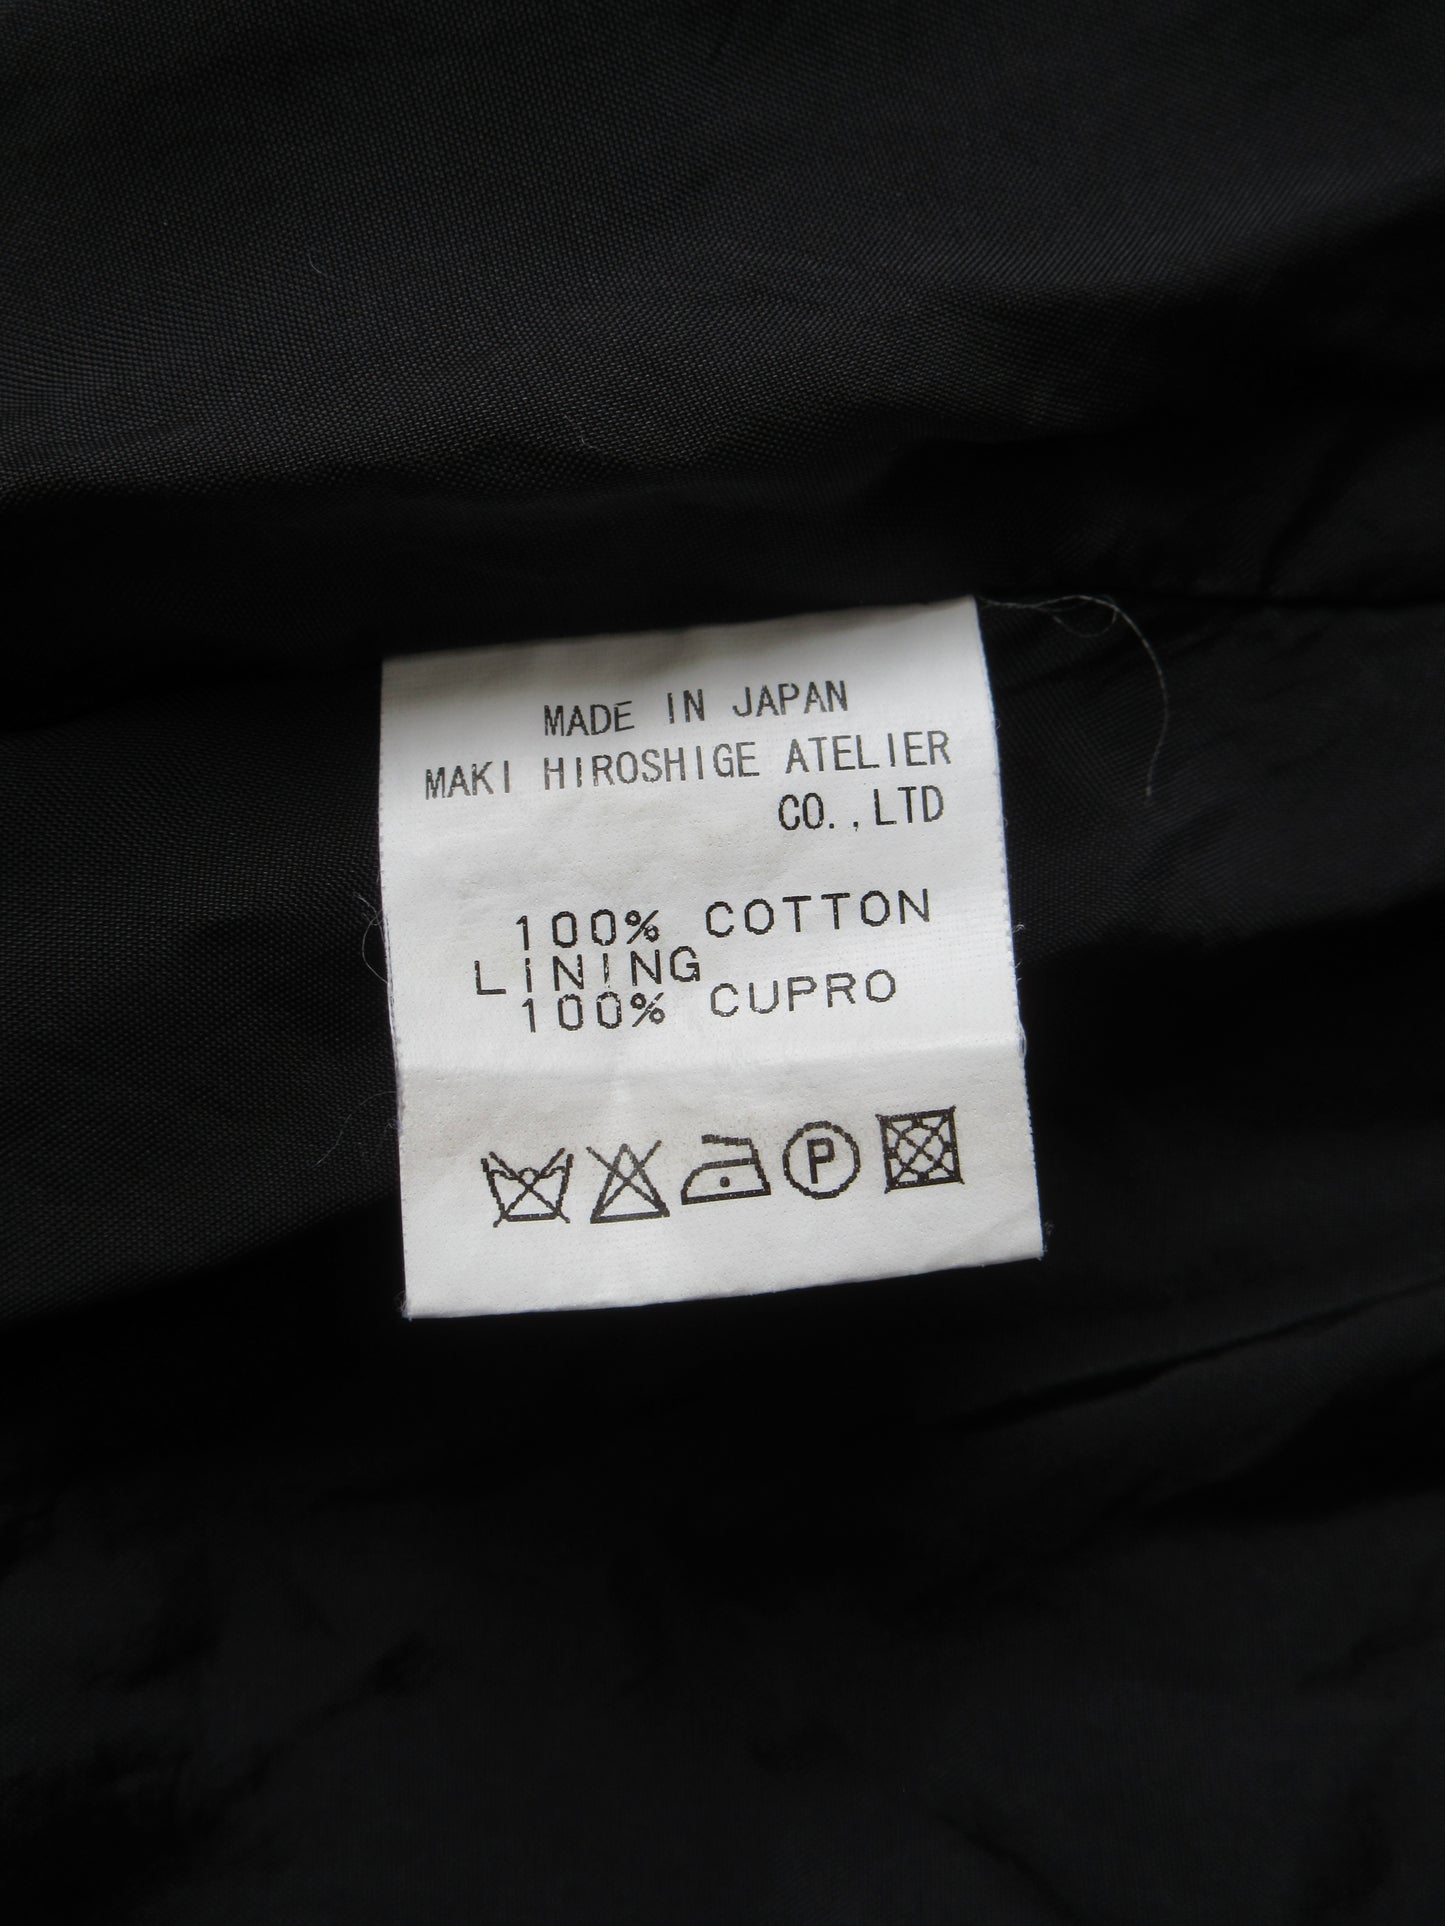 MADE IN JAPAN
MAKI HIROSHIGE ATELIER
CO.,LTD
100% COTTON
LINING
100% CUPRO
P